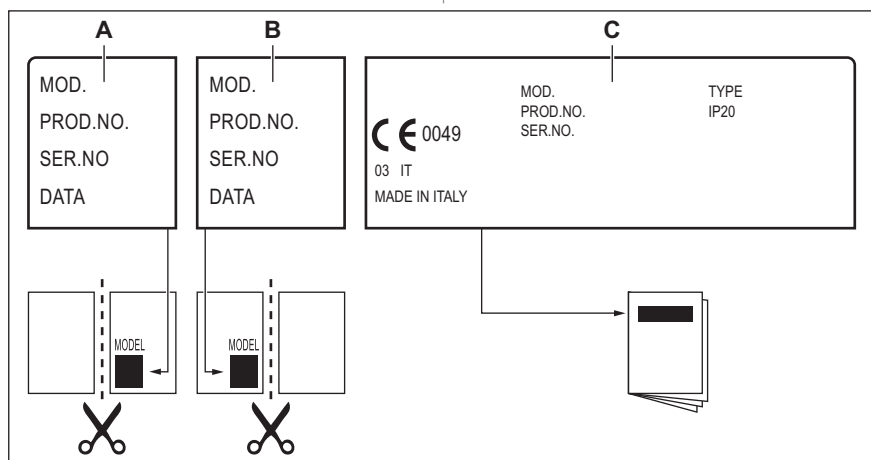 A
B
C
MOD.
PROD.NO.
SER.NO
DATA
MOD.
PROD.NO.
SER.NO
DATA
MOD.
PROD.NO.
SER.NO.
TYPE
IP20
CE 0049
03 IT
MADE IN ITALY
MODEL
MODEL